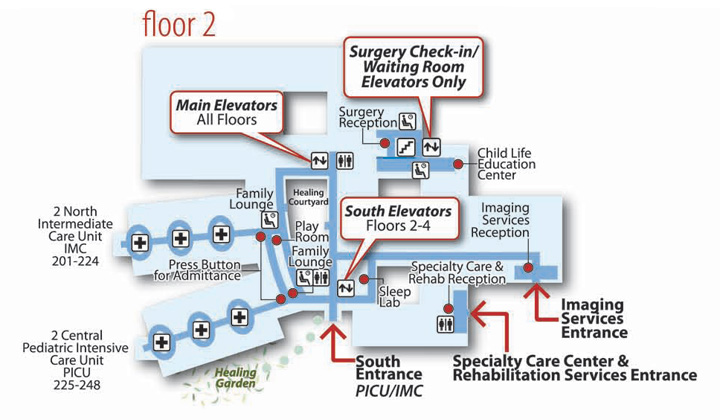 floor 2
Surgery Check-in/
Waiting Room
Elevators Only
Main Elevators
All Floors
Surgery
Reception
Child Life
Education
Center
Family
Lounge
Healing
Courtyard
South Elevators
Floors 2-4
Imaging
Services
Reception
2 North
Intermediate
Care Unit
IMC
201-224
Play
Room
Family
Lounge
Press Button
for Admittance
Specialty Care &
Rehab Reception
Sleep
Lab
Imaging
Services
Entrance
2 Central
Pediatric Intensive
Care Unit
PICU
225-248
Healing
Garden
South
Entrance
PICU/IMC
Specialty Care Center &
Rehabilitation Services Entrance